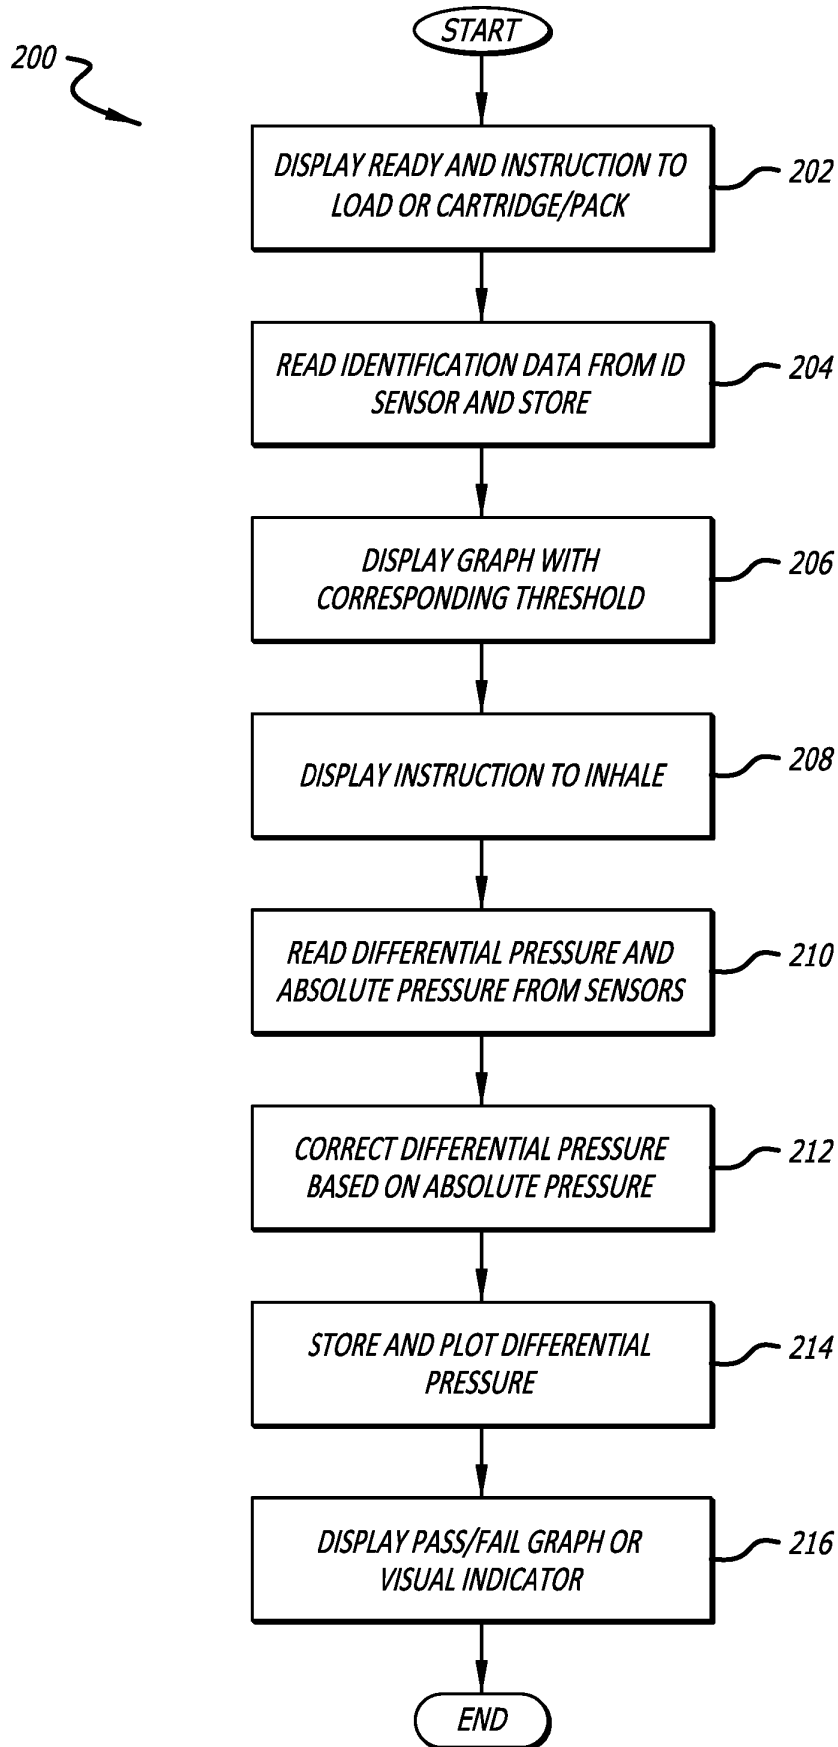 START
200
DISPLAY READY AND INSTRUCTION TO
LOAD OR CARTRIDGE/PACK
202
READ IDENTIFICATION DATA FROM ID
SENSOR AND STORE
204
DISPLAY GRAPH WITH
CORRESPONDING THRESHOLD
206
DISPLAY INSTRUCTION TO INHALE
208
READ DIFFERENTIAL PRESSURE AND
ABSOLUTE PRESSURE FROM SENSORS
210
CORRECT DIFFERENTIAL PRESSURE
BASED ON ABSOLUTE PRESSURE
212
STORE AND PLOT DIFFERENTIAL
PRESSURE
214
DISPLAY PASS/FAIL GRAPH OR
VISUAL INDICATOR
216
END